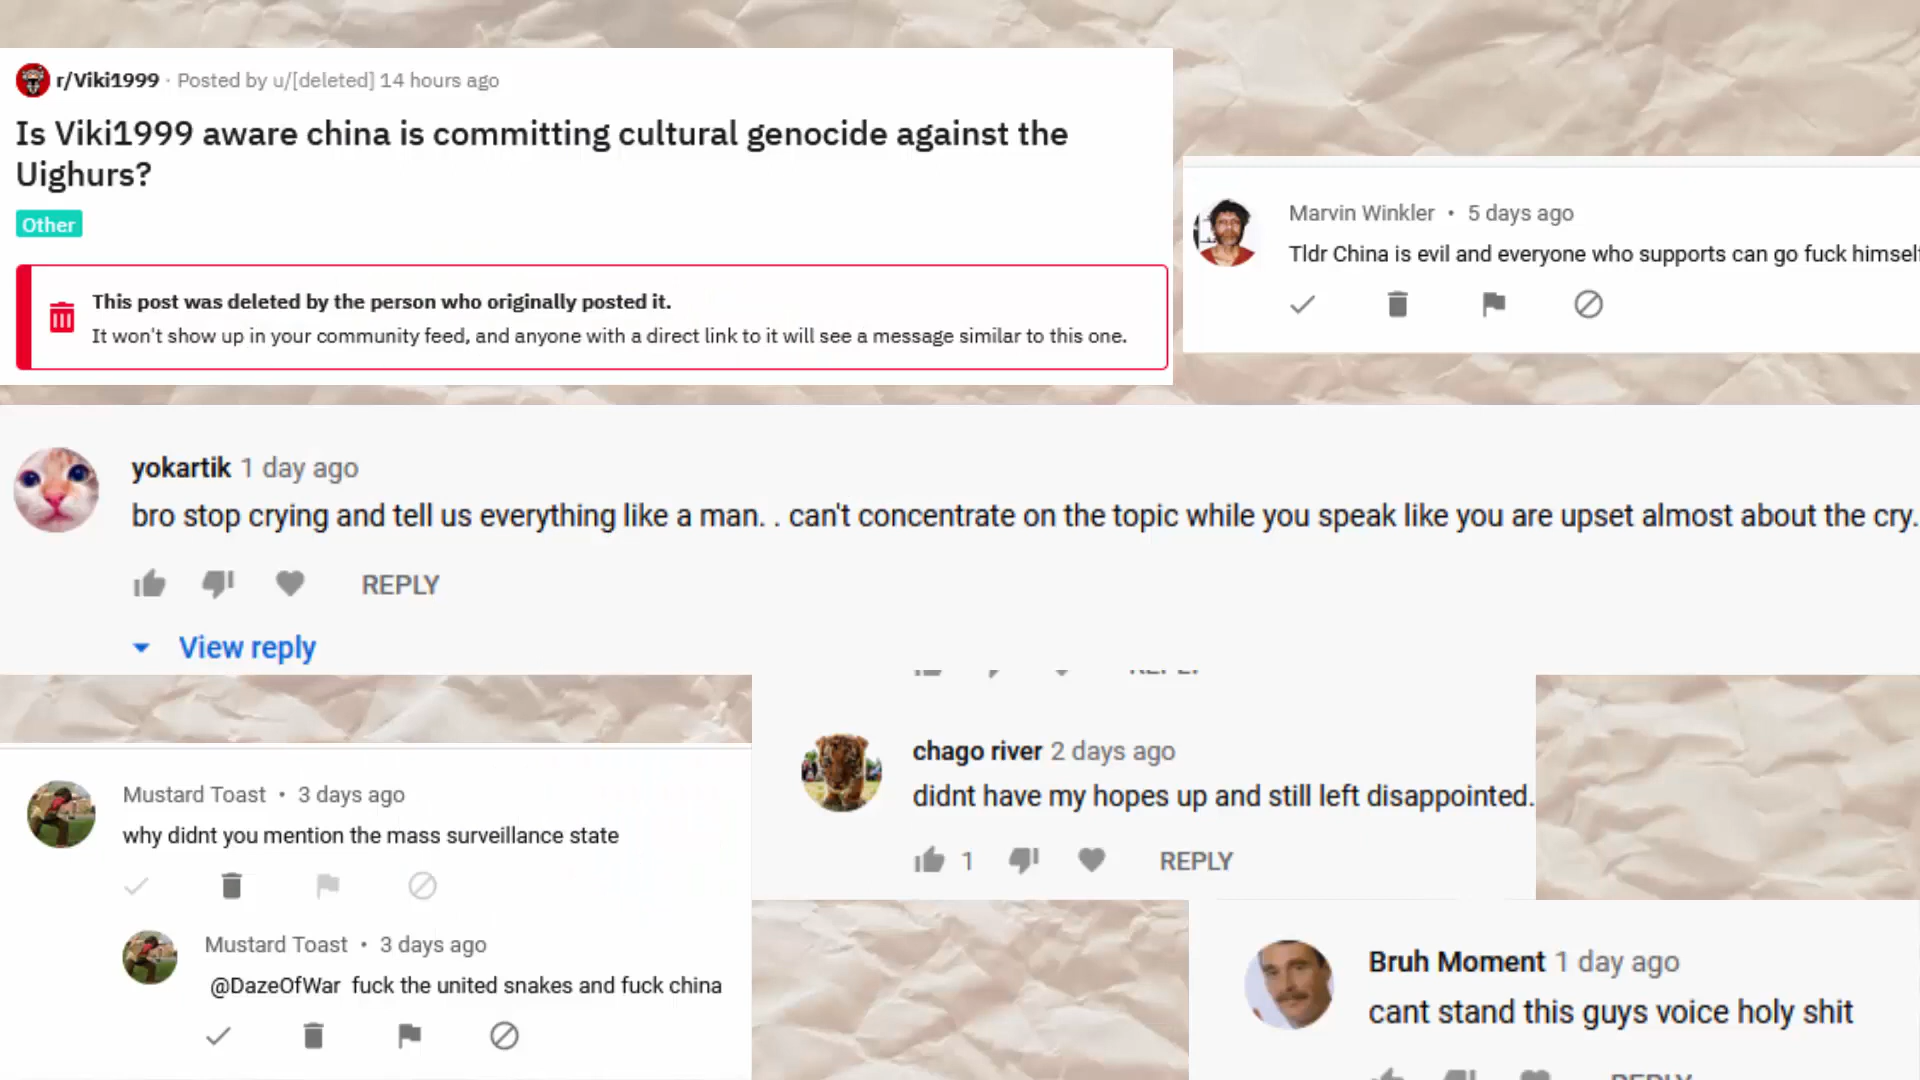 r/Viki1999 · Posted by u/[deleted] 14 hours ago
Is Viki1999 aware china is committing cultural genocide against the
Uighurs?
Other
This post was deleted by the person who originally posted it.
It won't show up in your community feed, and anyone with a direct link to it will see a message similar to this one.
Marvin Winkler • 5 days ago
Tldr China is evil and everyone who supports can go fuck himself
yokartik 1 day ago
bro stop crying and tell us everything like a man. . can't concentrate on the topic while you speak like you are upset almost about the cry.
REPLY
View reply
REPLY
chago river 2 days ago
didnt have my hopes up and still left disappointed.
1 REPLY
Mustard Toast • 3 days ago
why didnt you mention the mass surveillance state
Mustard Toast • 3 days ago
@DazeOfWar fuck the united snakes and fuck china
Bruh Moment 1 day ago
cant stand this guys voice holy shit
REPLY